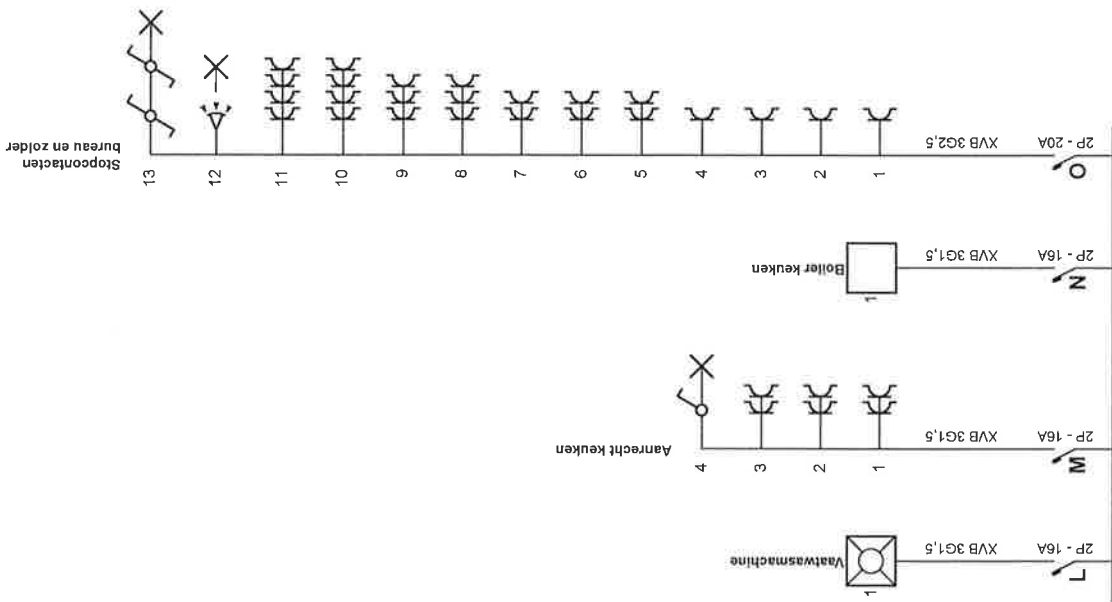 Stopcontacten
bureau en zolder
13
12
11
10
9
8
7
6
5
4
3
2
1
XVB 3G2,5
2P - 20A
O
Boiler keuken
1
XVB 3G1,5
2P - 16A
N
Aanrecht keuken
4
3
2
1
XVB 3G1,5
2P - 16A
M
Vaatwasmachine
1
XVB 3G1,5
2P - 16A
L